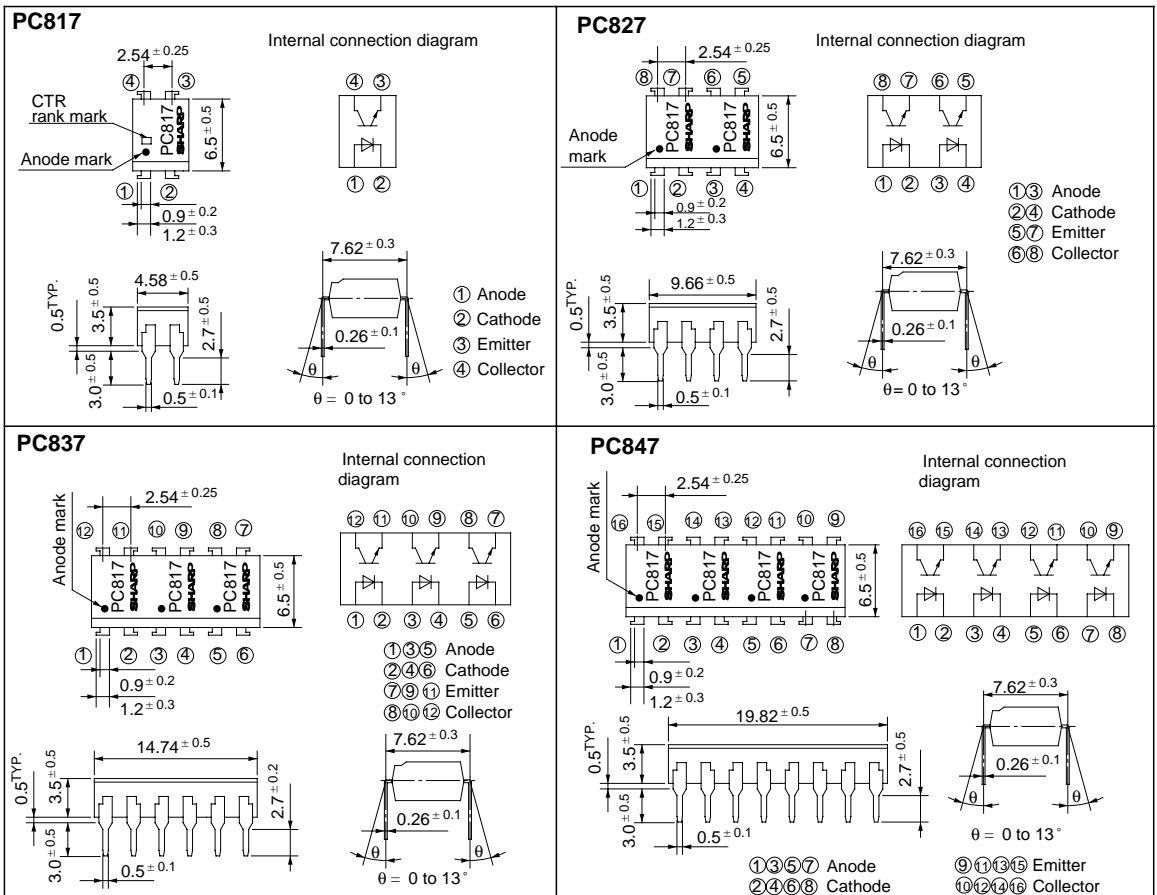 PC817
Internal connection diagram
2.54 ± 0.25
④ ③
CTR
rank mark
Anode mark
PC817
SHARP
6.5 ± 0.5
① ②
0.9 ± 0.2
1.2 ± 0.3
④ ③
① ②
4.58 ± 0.5
0.5 TYP.
3.5 ± 0.5
2.7 ± 0.5
3.0 ± 0.5
0.5 ± 0.1
7.62 ± 0.3
0.26 ± 0.1
θ θ
θ = 0 to 13 °
① Anode
② Cathode
③ Emitter
④ Collector
PC827
Internal connection diagram
2.54 ± 0.25
⑧ ⑦ ⑥ ⑤
Anode
mark
PC817
SHARP
PC817
SHARP
6.5 ± 0.5
① ② ③ ④
0.9 ± 0.2
1.2 ± 0.3
⑧ ⑦ ⑥ ⑤
① ② ③ ④
①③ Anode
②④ Cathode
⑤⑦ Emitter
⑥⑧ Collector
9.66 ± 0.5
0.5 TYP.
3.5 ± 0.5
2.7 ± 0.5
3.0 ± 0.5
0.5 ± 0.1
7.62 ± 0.3
0.26 ± 0.1
θ θ
θ= 0 to 13 °
PC837
Internal connection
diagram
Anode mark
2.54 ± 0.25
⑫ ⑪ ⑩ ⑨ ⑧ ⑦
PC817
SHARP
PC817
SHARP
PC817
SHARP
6.5 ± 0.5
① ② ③ ④ ⑤ ⑥
0.9 ± 0.2
1.2 ± 0.3
⑫ ⑪ ⑩ ⑨ ⑧ ⑦
① ② ③ ④ ⑤ ⑥
①③⑤ Anode
②④⑥ Cathode
⑦⑨⑪ Emitter
⑧⑩⑫ Collector
14.74 ± 0.5
0.5 TYP.
3.5 ± 0.5
2.7 ± 0.2
3.0 ± 0.5
0.5 ± 0.1
7.62 ± 0.3
0.26 ± 0.1
θ θ
θ = 0 to 13 °
PC847
Internal connection
diagram
Anode mark
2.54 ± 0.25
⑯ ⑮ ⑭ ⑬ ⑫ ⑪ ⑩ ⑨
PC817
SHARP
PC817
SHARP
PC817
SHARP
PC817
SHARP
6.5 ± 0.5
① ② ③ ④ ⑤ ⑥ ⑦ ⑧
0.9 ± 0.2
1.2 ± 0.3
⑯ ⑮ ⑭ ⑬ ⑫ ⑪ ⑩ ⑨
① ② ③ ④ ⑤ ⑥ ⑦ ⑧
19.82 ± 0.5
0.5 TYP.
3.5 ± 0.5
2.7 ± 0.5
3.0 ± 0.5
0.5 ± 0.1
7.62 ± 0.3
0.26 ± 0.1
θ θ
θ = 0 to 13 °
①③⑤⑦ Anode
②④⑥⑧ Cathode
⑨⑪⑬⑮ Emitter
⑩⑫⑭⑯ Collector